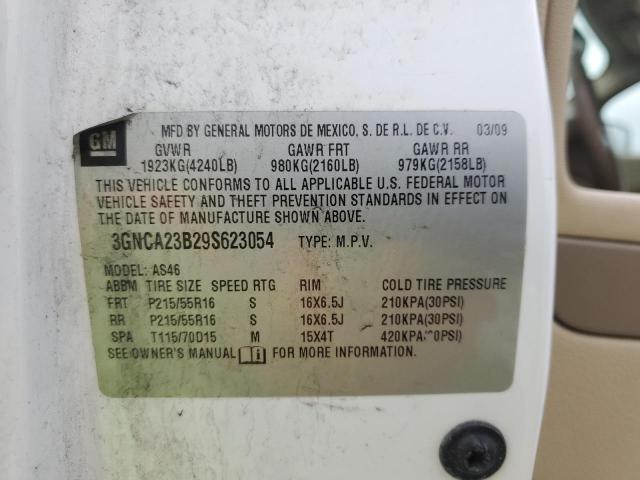 GM
MFD BY GENERAL MOTORS DE MEXICO, S. DE R.L. DE C.V. 03/09
GVWR GAWR FRT GAWR RR
1923KG(4240LB) 980KG(2160LB) 979KG(2158LB)
THIS VEHICLE CONFORMS TO ALL APPLICABLE U.S. FEDERAL MOTOR
VEHICLE SAFETY AND THEFT PREVENTION STANDARDS IN EFFECT ON
THE DATE OF MANUFACTURE SHOWN ABOVE.
3GNCA23B29S623054 TYPE: M.P.V.
MODEL: AS46
ABBM TIRE SIZE SPEED RTG RIM COLD TIRE PRESSURE
FRT P215/55R16 S 16X6.5J 210KPA(30PSI)
RR P215/55R16 S 16X6.5J 210KPA(30PSI)
SPA T115/70D15 M 15X4T
SEE OWNER'S MANUAL FOR MORE INFORMATION.